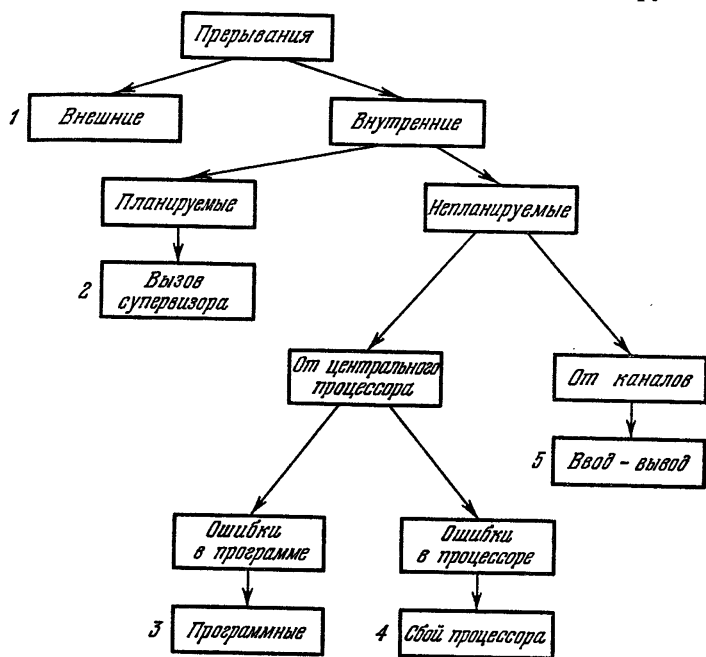 Прерывания
1 Внешние
Внутренние
Планируемые
Непланируемые
2 Вызов
супервизора
От центрального
процессора
От каналов
5 Ввод - вывод
Ошибки
в программе
Ошибки
в процессоре
3 Программные
4 Сбой процессора